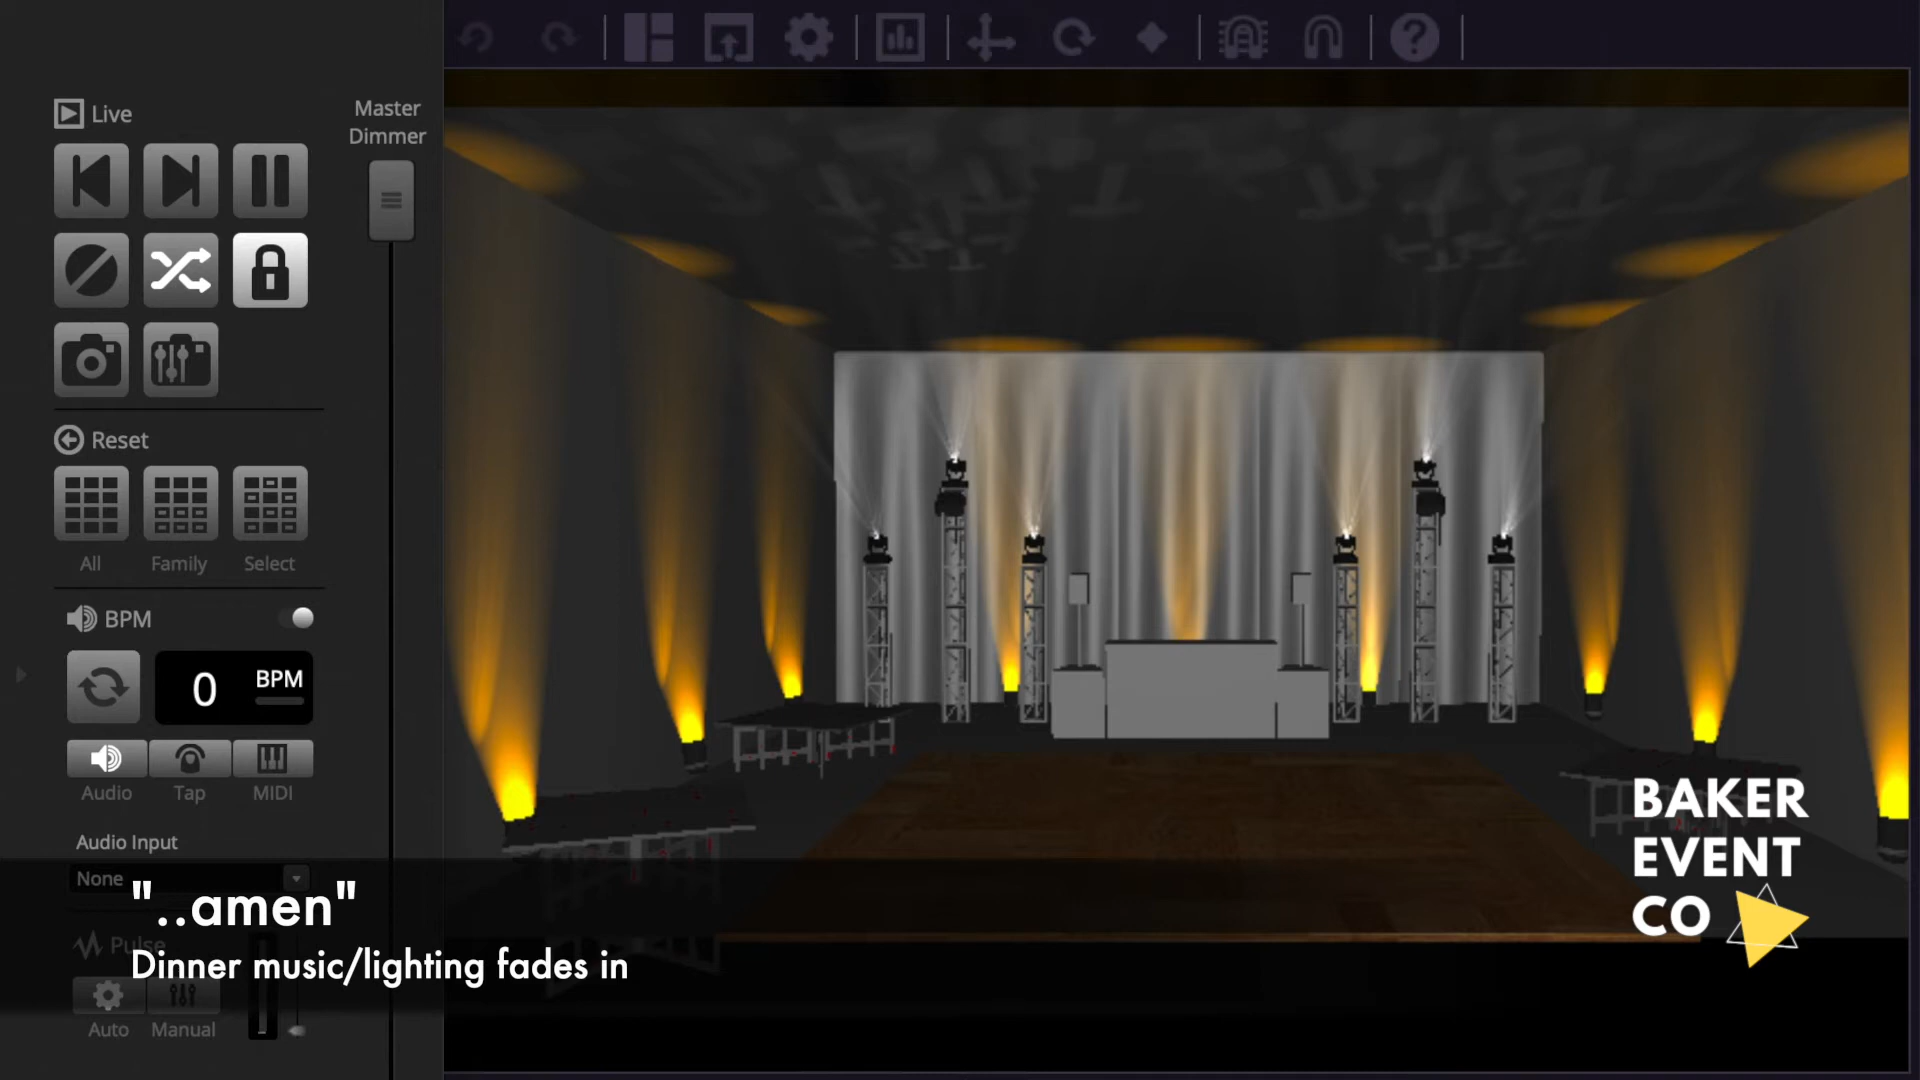 Live
Master
Dimmer
Reset
All
Family
Select
BPM
0
BPM
Audio
Tap
MIDI
Audio Input
None
"..amen"
Pulse
Dinner music/lighting fades in
Auto
Manual
BAKER
EVENT
CO